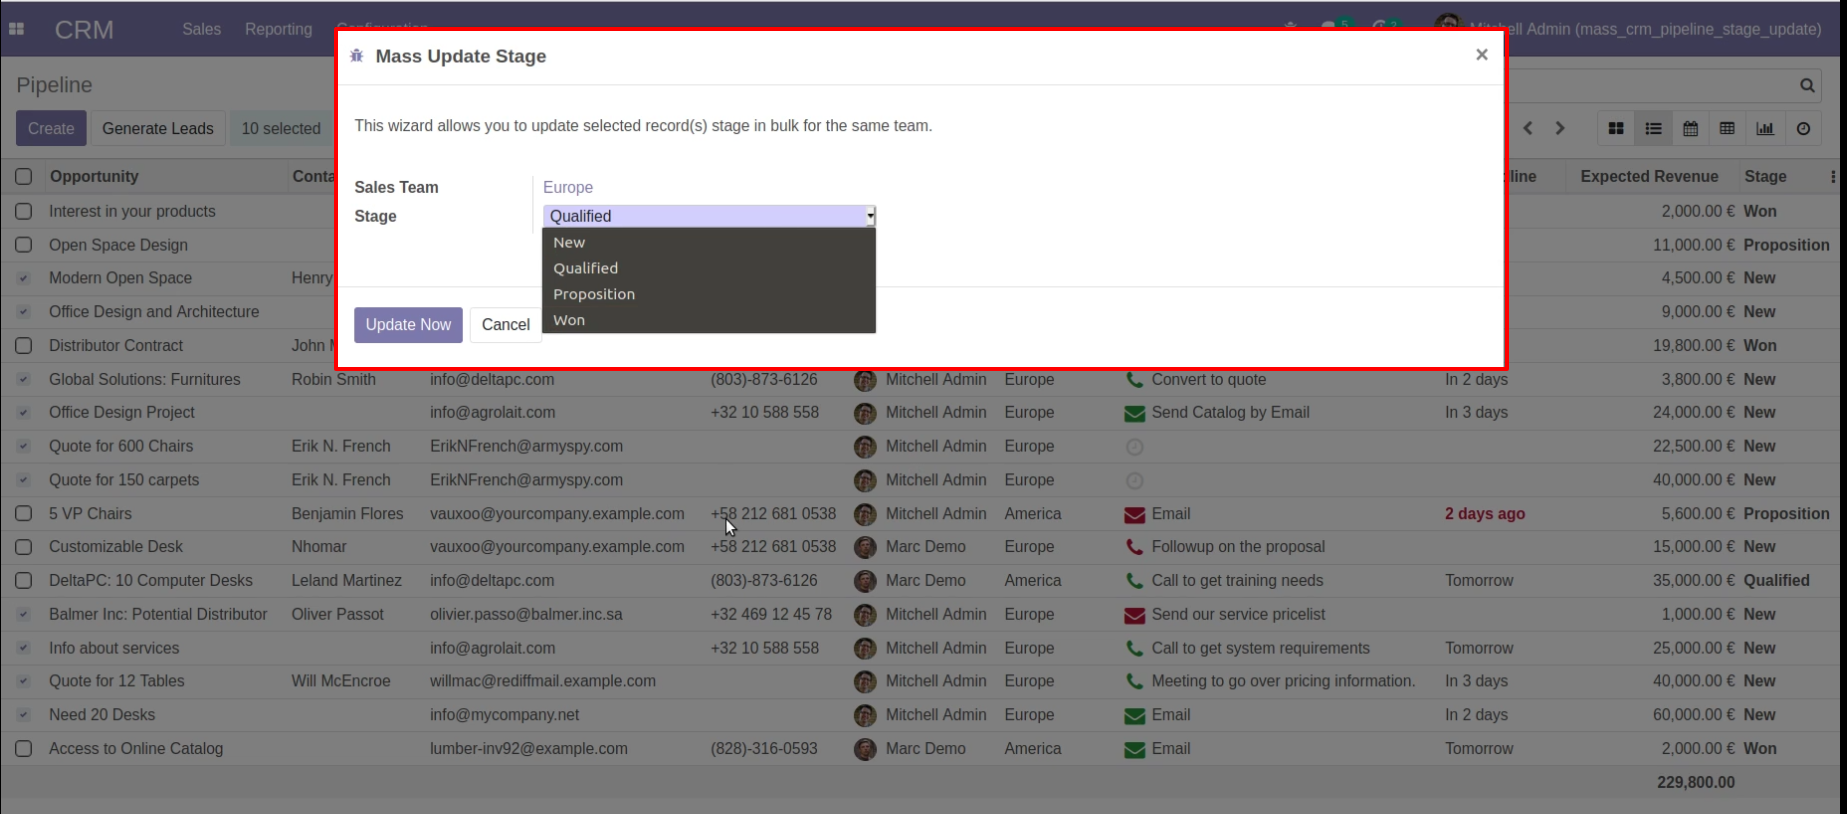 CRM Sales Reporting Configuration 5 2 Mitchell Admin (mass_crm_pipeline_stage_update)
Mass Update Stage ×
Pipeline
Create Generate Leads 10 selected
This wizard allows you to update selected record(s) stage in bulk for the same team.
Sales Team Europe
Stage Qualified
New
Qualified
Proposition
Won
Update Now Cancel
Opportunity Expected Revenue Stage
Interest in your products 2,000.00 € Won
Open Space Design 11,000.00 € Proposition
Modern Open Space Henry 4,500.00 € New
Office Design and Architecture 9,000.00 € New
Distributor Contract John 19,800.00 € Won
Global Solutions: Furnitures Robin Smith info@deltapc.com (803)-873-6126 Mitchell Admin Europe Convert to quote In 2 days 3,800.00 € New
Office Design Project info@agrolait.com +32 10 588 558 Mitchell Admin Europe Send Catalog by Email In 3 days 24,000.00 € New
Quote for 600 Chairs Erik N. French ErikNFrench@armyspy.com Mitchell Admin Europe 22,500.00 € New
Quote for 150 carpets Erik N. French ErikNFrench@armyspy.com Mitchell Admin Europe 40,000.00 € New
5 VP Chairs Benjamin Flores vauxoo@yourcompany.example.com +58 212 681 0538 Mitchell Admin America Email 2 days ago 5,600.00 € Proposition
Customizable Desk Nhomar vauxoo@yourcompany.example.com +58 212 681 0538 Marc Demo Europe Followup on the proposal 15,000.00 € New
DeltaPC: 10 Computer Desks Leland Martinez info@deltapc.com (803)-873-6126 Marc Demo America Call to get training needs Tomorrow 35,000.00 € Qualified
Balmer Inc: Potential Distributor Oliver Passot olivier.passo@balmer.inc.sa +32 469 12 45 78 Mitchell Admin Europe Send our service pricelist 1,000.00 € New
Info about services info@agrolait.com +32 10 588 558 Mitchell Admin Europe Call to get system requirements Tomorrow 25,000.00 € New
Quote for 12 Tables Will McEncroe willmac@rediffmail.example.com Mitchell Admin Europe Meeting to go over pricing information. In 3 days 40,000.00 € New
Need 20 Desks info@mycompany.net Mitchell Admin Europe Email In 2 days 60,000.00 € New
Access to Online Catalog lumber-inv92@example.com (828)-316-0593 Marc Demo America Email Tomorrow 2,000.00 € Won
229,800.00